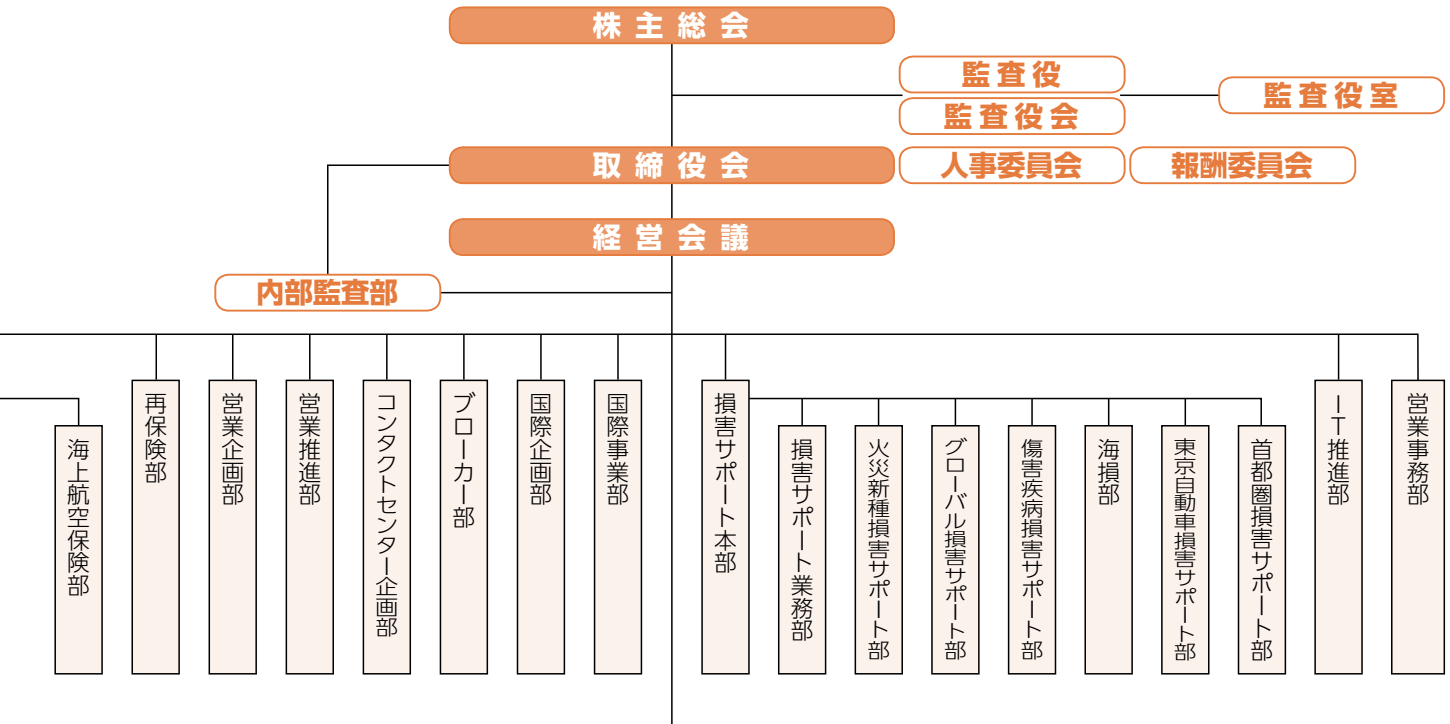 株主総会
監査役
監査役会
監査役室
取締役会
人事委員会
報酬委員会
経営会議
内部監査部
海上航空保険部
再保険部
営業企画部
営業推進部
コンタクトセンター企画部
ブローカー部
国際企画部
国際事業部
損害サポート本部
損害サポート業務部
火災新種損害サポート部
グローバル損害サポート部
傷害疾病損害サポート部
海損部
東京自動車損害サポート部
首都圏損害サポート部
IT推進部
営業事務部